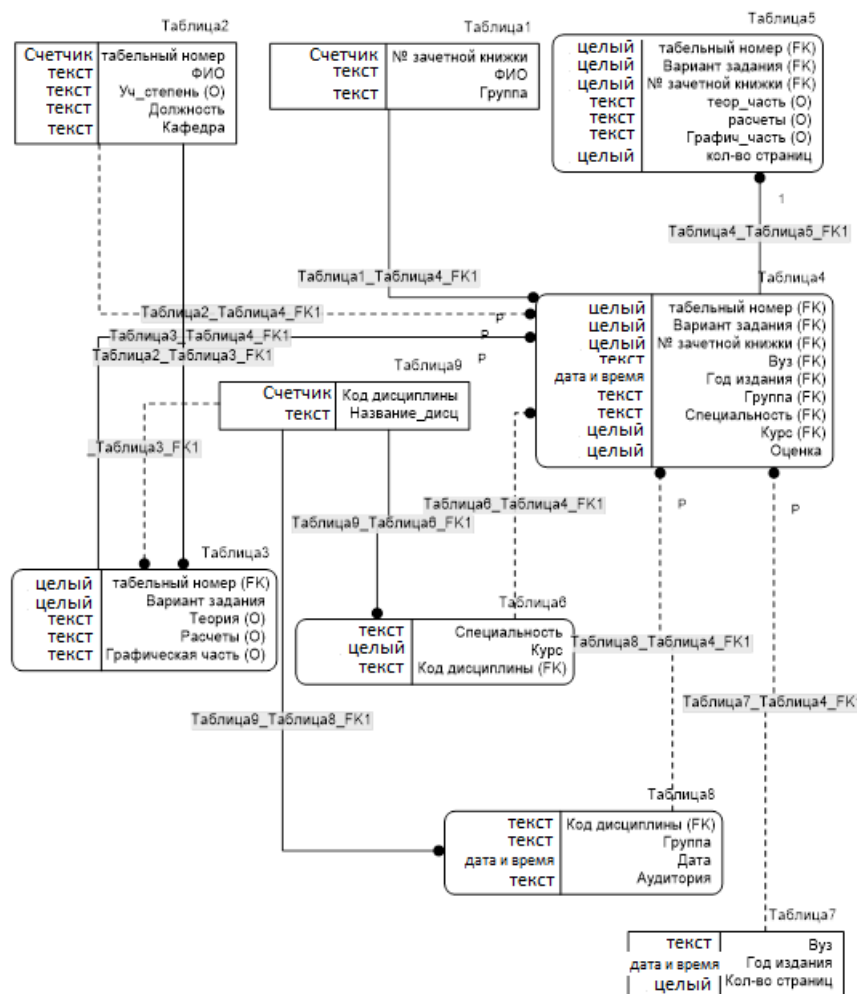 Таблица2
Счетчик табельный номер
текст ФИО
текст Уч_степень (О)
текст Должность
текст Кафедра
Таблица1
Счетчик № зачетной книжки
текст ФИО
текст Группа
Таблица5
целый табельный номер (FK)
целый Вариант задания (FK)
целый № зачетной книжки (FK)
текст теор_часть (О)
текст расчеты (О)
текст Графич_часть (О)
целый кол-во страниц
1
Таблица4_Таблица5_FK1
Таблица1_Таблица4_FK1
Таблица4
целый табельный номер (FK)
целый Вариант задания (FK)
целый № зачетной книжки (FK)
текст Вуз (FK)
дата и время Год издания (FK)
текст Группа (FK)
текст Специальность (FK)
целый Курс (FK)
целый Оценка
Таблица2_Таблица4_FK1
P
Таблица3_Таблица4_FK1
P
Таблица2_Таблица3_FK1
P
Таблица9
Счетчик Код дисциплины
текст Название_дисц
_Таблица3_FK1
Таблица6_Таблица4_FK1
P
P
Таблица9_Таблица6_FK1
Таблица3
целый табельный номер (FK)
целый Вариант задания
текст Теория (О)
текст Расчеты (О)
текст Графическая часть (О)
Таблица6
текст Специальность
целый Курс
текст Код дисциплины (FK)
Таблица8_Таблица4_FK1
Таблица7_Таблица4_FK1
Таблица9_Таблица8_FK1
Таблица8
текст Код дисциплины (FK)
текст Группа
дата и время Дата
текст Аудитория
Таблица7
текст Вуз
дата и время Год издания
целый Кол-во страниц